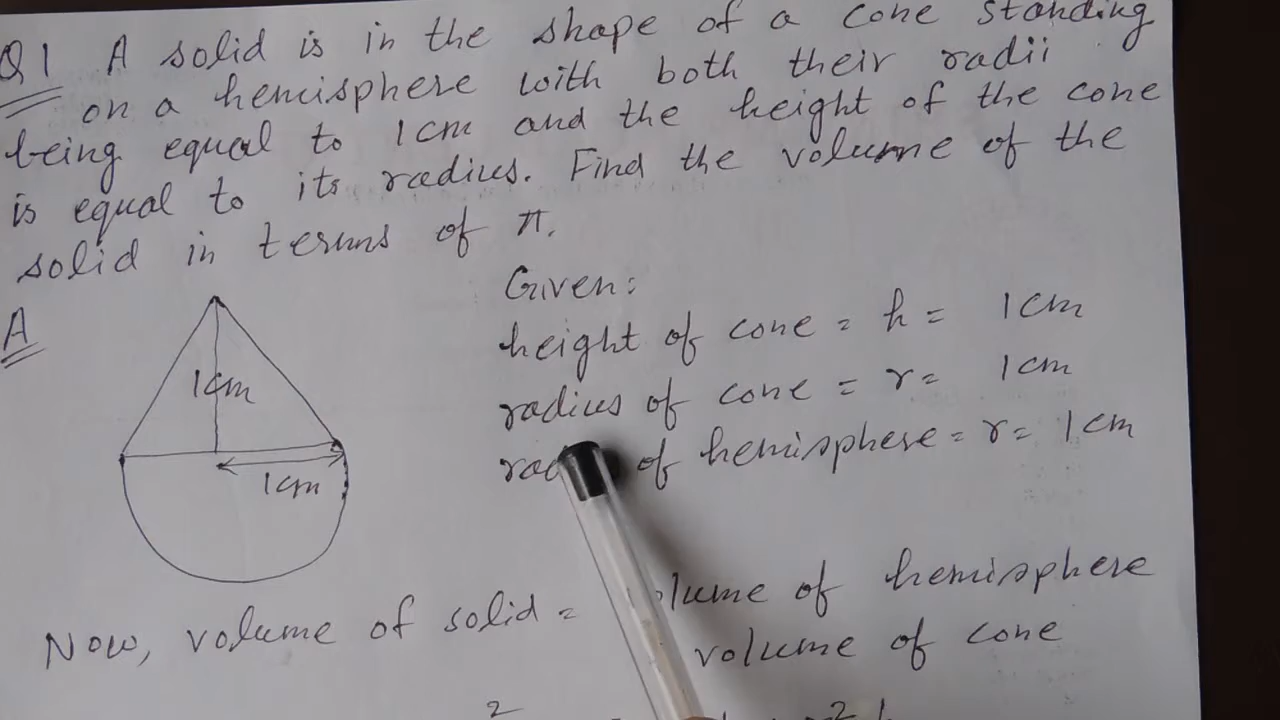 Q1 A solid is in the shape of a cone standing
on a hemisphere with both their radii
being equal to 1cm and the height of the cone
is equal to its radius. Find the volume of the
solid in terms of π.
A
1cm
1cm
Given:
height of cone = h = 1cm
radius of cone = r = 1cm
of hemisphere = r = 1cm
Now, volume of solid = of hemisphere
volume of cone